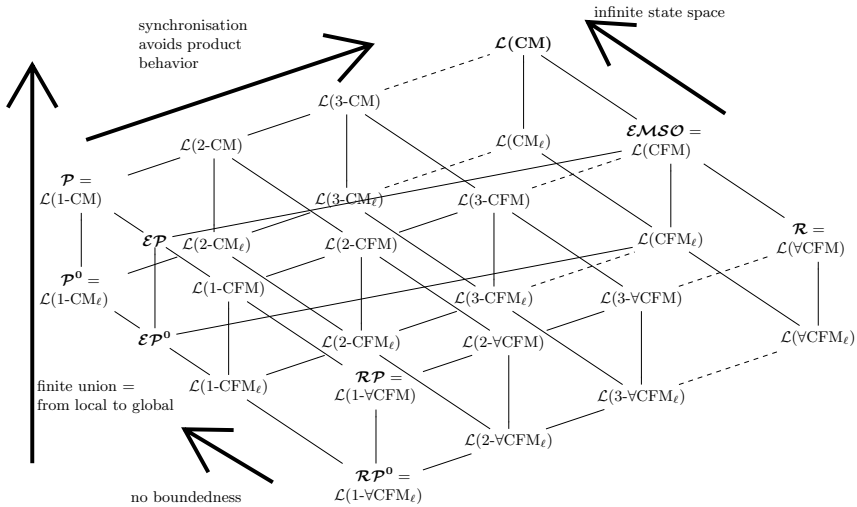 infinite state space
synchronisation
avoids product
behavior
𝓛(CM)
𝓛(3-CM)
𝓔𝓜𝓢𝓞 =
𝓛(CFM)
𝓛(2-CM)
𝓛(CMℓ)
𝓟 =
𝓛(1-CM)
𝓛(3-CMℓ)
𝓛(3-CFM)
𝓔𝓟
𝓛(2-CMℓ)
𝓛(2-CFM)
𝓛(CFMℓ)
𝓡 =
𝓛(∀CFM)
𝓟⁰ =
𝓛(1-CMℓ)
𝓛(1-CFM)
𝓛(3-CFMℓ)
𝓛(3-∀CFM)
𝓔𝓟⁰
𝓛(2-CFMℓ)
𝓛(2-∀CFM)
𝓛(∀CFMℓ)
finite union =
from local to global
𝓛(1-CFMℓ)
𝓡𝓟 =
𝓛(1-∀CFM)
𝓛(3-∀CFMℓ)
𝓛(2-∀CFMℓ)
𝓡𝓟⁰ =
𝓛(1-∀CFMℓ)
no boundedness